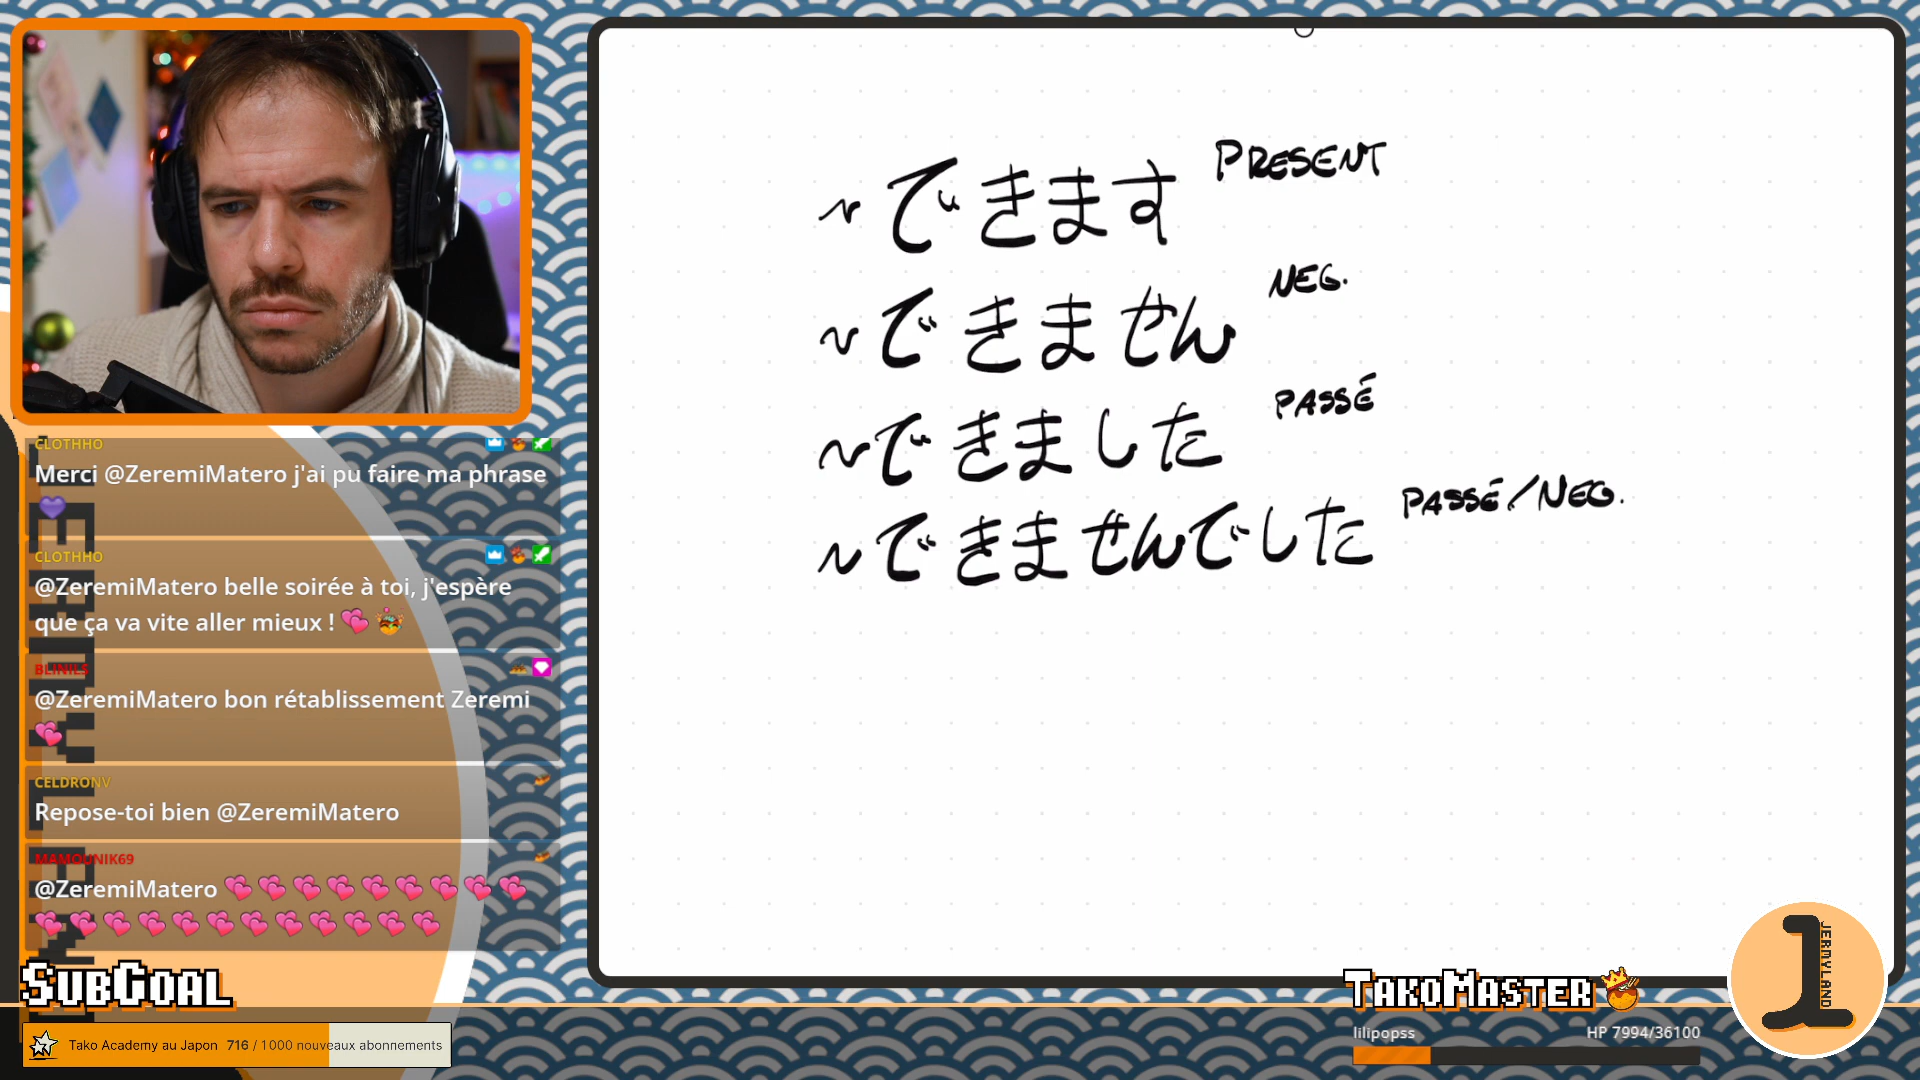 ~できます PRESENT
~できません NEG.
~できました PASSÉ
~できませんでした PASSÉ/NEG.
CLOTHHO
Merci @ZeremiMatero j'ai pu faire ma phrase
💜
CLOTHHO
@ZeremiMatero belle soirée à toi, j'espère
que ça va vite aller mieux ! 💕
BLINILS
@ZeremiMatero bon rétablissement Zeremi
💕
CELDRONV
Repose-toi bien @ZeremiMatero
MAMOUNIK69
@ZeremiMatero 💕 💕 💕 💕 💕 💕 💕 💕 💕
💕 💕 💕 💕 💕 💕 💕 💕 💕 💕 💕 💕
SUBGOAL
Tako Academy au Japon 716 / 1000 nouveaux abonnements
TAKOMASTER
lilipopss HP 7994/36100
JERMYLAND